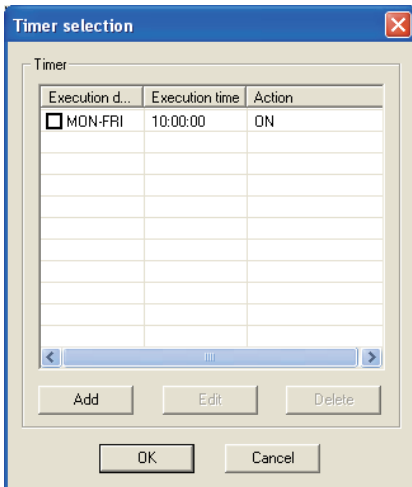 Timer selection
Timer
Execution d... Execution time Action
MON-FRI 10:00:00 ON
Add Edit Delete
OK Cancel